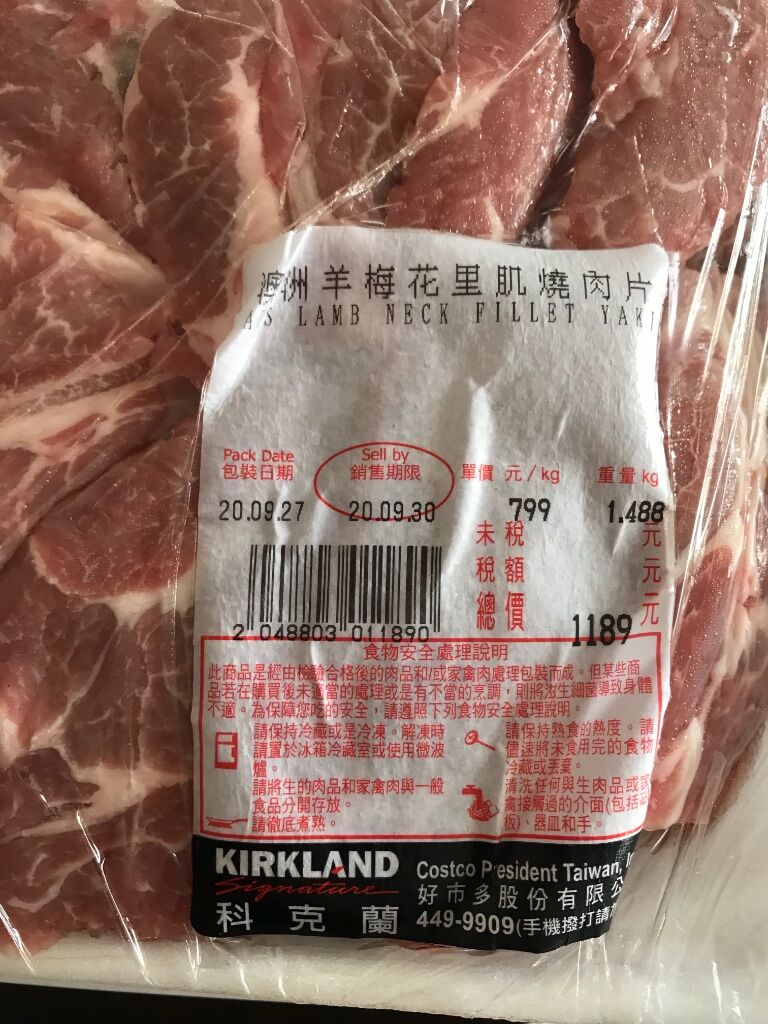 澳洲羊梅花里肌燒肉片
A'S LAMB NECK FILLET YAKI
Pack Date Sell by
包裝日期 銷售期限 單價 元/kg 重量 kg
20.09.27 20.09.30 799 1.488
未稅 元
稅額 元
總價 1189 元
2 048803 011890
食物安全處理說明
此商品是經由檢驗合格後的肉品和/或家禽肉處理包裝而成。但某些商
品若在購買後未適當的處理或是有不當的烹調，則將滋生細菌導致身體
不適。為保障您吃的安全，請遵照下列食物安全處理說明。
請保持冷藏或是冷凍。解凍時
請置於冰箱冷藏室或使用微波
爐。
請將生的肉品和家禽肉與一般
食品分開存放。
請徹底煮熟。
請保持熟食的熱度。請
儘速將未食用完的食物
冷藏或丟棄。
清洗任何與生肉品或家
禽接觸過的介面(包括砧
板)、器皿和手。
KIRKLAND
Signature
科克蘭
Costco President Taiwan,
好市多股份有限公
449-9909(手機撥打請